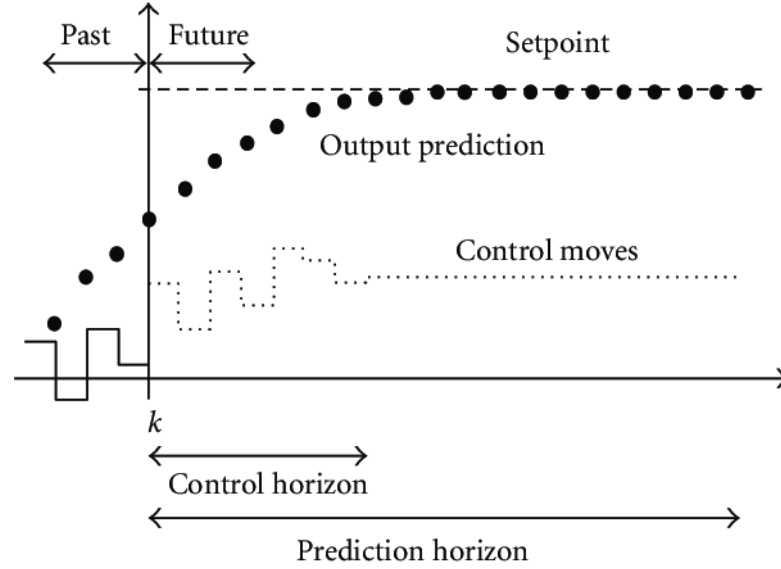 Past
Future
Setpoint
Output prediction
Control moves
k
Control horizon
Prediction horizon